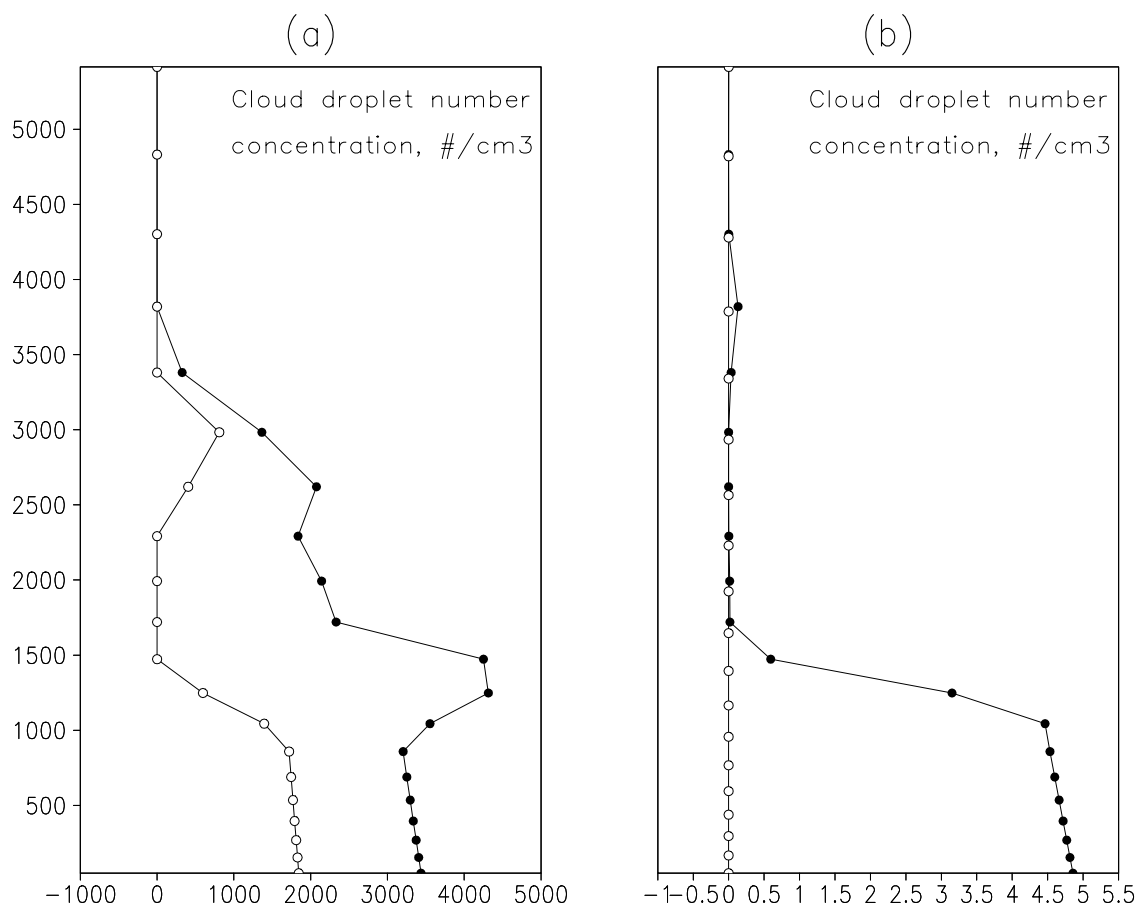 (a)
(b)
Cloud droplet number
concentration, #/cm3
Cloud droplet number
concentration, #/cm3
5000
4500
4000
3500
3000
2500
2000
1500
1000
500
-1000 0 1000 2000 3000 4000 5000
-1 -0.5 0 0.5 1 1.5 2 2.5 3 3.5 4 4.5 5 5.5